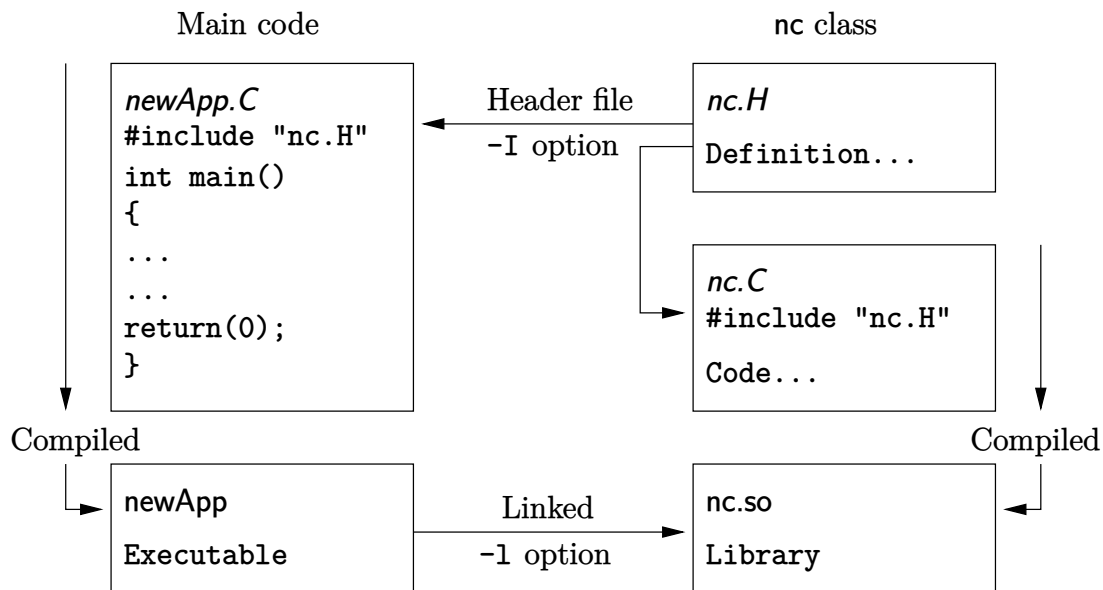 Main code
nc class
newApp.C
#include "nc.H"
int main()
{
...
...
return(0);
}
Header file
-I option
nc.H
Definition...
nc.C
#include "nc.H"
Code...
Compiled
Compiled
newApp
Executable
Linked
-l option
nc.so
Library